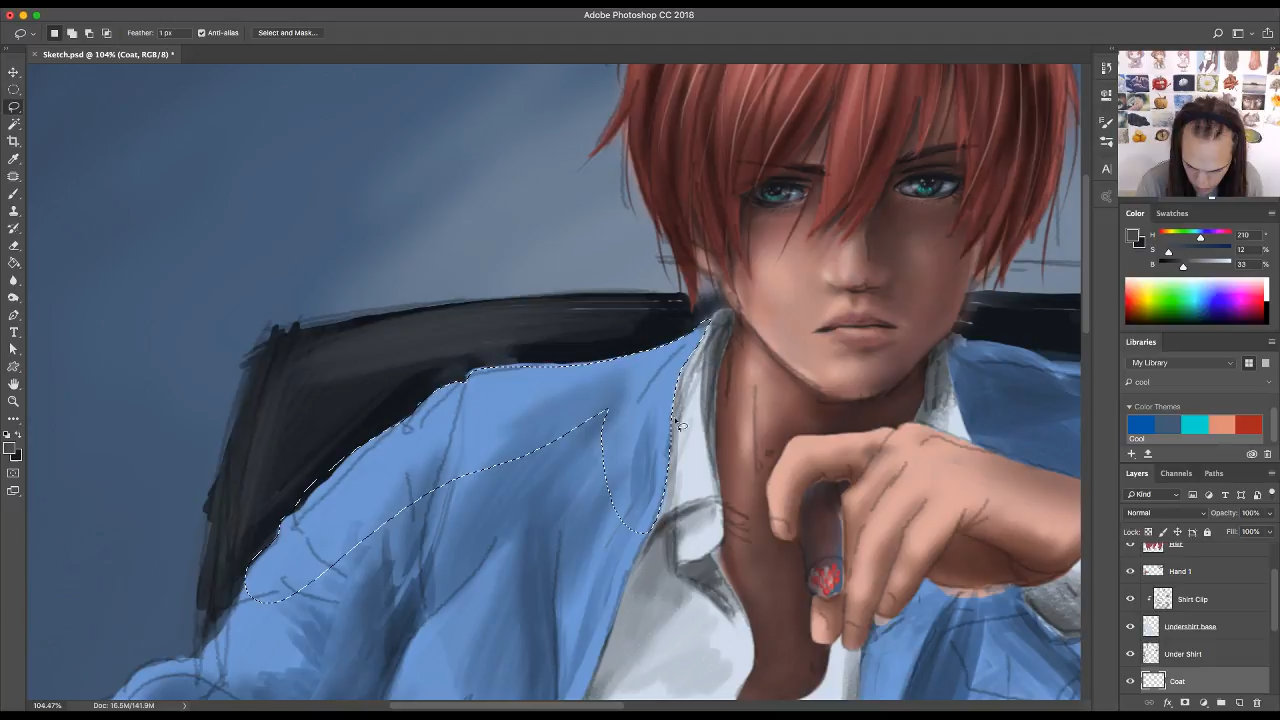 Adobe Photoshop CC 2018
Feather: 1 px
Anti-alias
Select and Mask...
Sketch.psd @ 104% (Coat, RGB/8) *
Color
Swatches
H
210
°
S
12
%
B
33
%
Libraries
My Library
cool
Color Themes
Cool
Layers
Channels
Paths
Kind
Normal
Opacity: 100%
Lock:
Fill: 100%
Hair
Hand 1
Shirt Clip
Undershirt base
Under Shirt
Coat
104.47%
Doc: 16.5M/141.9M